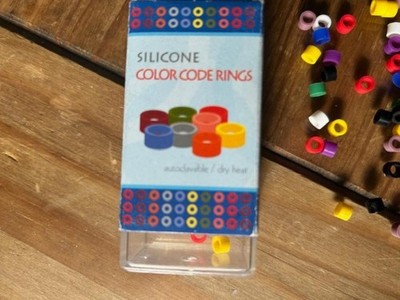 SILICONE
COLOR CODE RINGS
autoclavable / dry heat